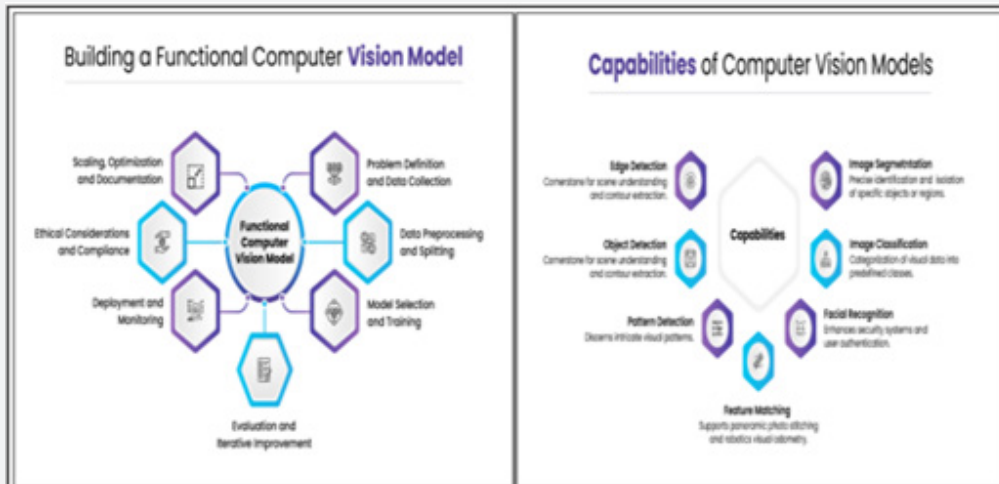 Building a Functional Computer Vision Model
Scaling, Optimization
and Documentation
Problem Definition
and Data Collection
Ethical Considerations
and Compliance
Functional
Computer
Vision Model
Data Preprocessing
and Splitting
Deployment and
Monitoring
Model Selection
and Training
Evaluation and
Iterative Improvement
Capabilities of Computer Vision Models
Edge Detection
Cornerstone for scene understanding
and contour extraction.
Image Segmetntation
Precise identification and isolation
of specific objects or regions.
Object Detection
Cornerstone for scene understanding
and contour extraction.
Capabilities
Image Classification
Categorization of visual data into
predefined classes.
Pattern Detection
Discerns intricate visual patterns.
Facial Recognition
Enhances security systems and
user authentication.
Feature Matching
Supports panoramic photo stitching
and robotics visual odometry.